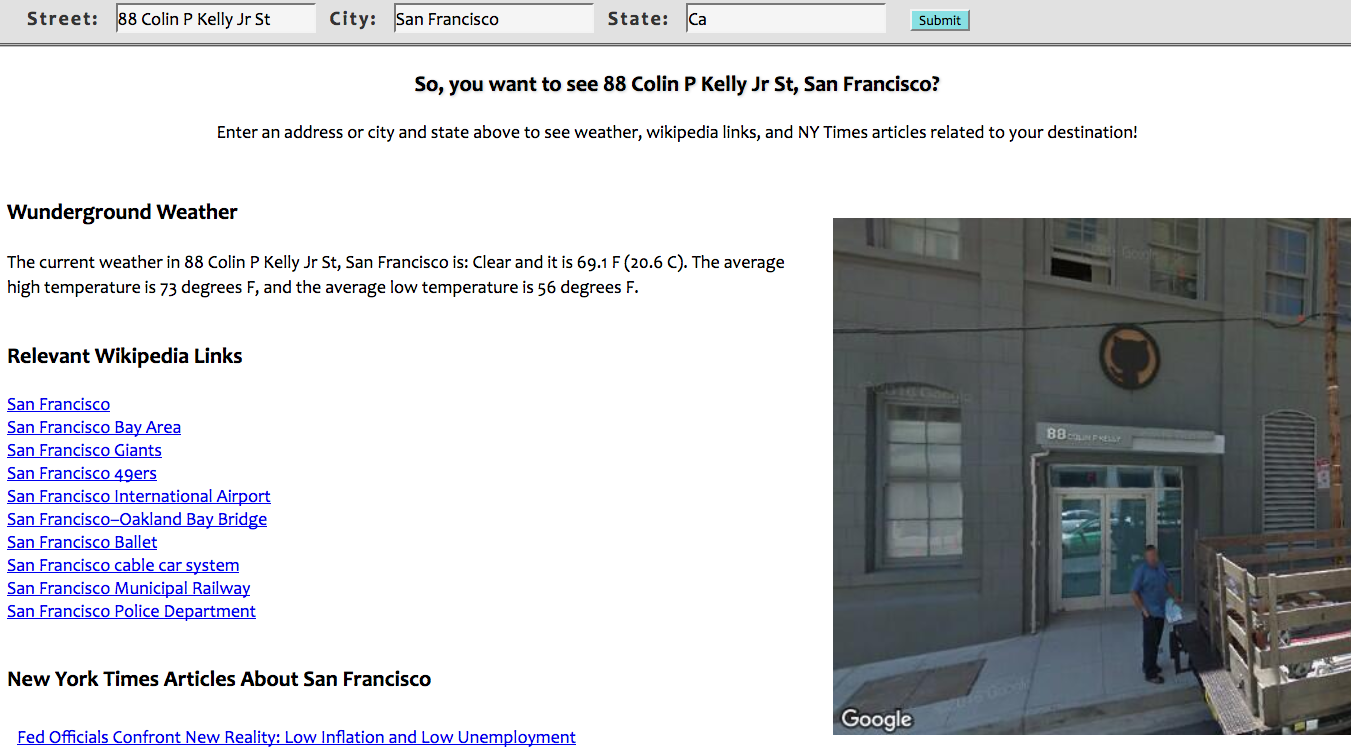 Street: 88 Colin P Kelly Jr St City: San Francisco State: Ca Submit
So, you want to see 88 Colin P Kelly Jr St, San Francisco?
Enter an address or city and state above to see weather, wikipedia links, and NY Times articles related to your destination!
Wunderground Weather
The current weather in 88 Colin P Kelly Jr St, San Francisco is: Clear and it is 69.1 F (20.6 C). The average
high temperature is 73 degrees F, and the average low temperature is 56 degrees F.
Relevant Wikipedia Links
San Francisco
San Francisco Bay Area
San Francisco Giants
San Francisco 49ers
San Francisco International Airport
San Francisco–Oakland Bay Bridge
San Francisco Ballet
San Francisco cable car system
San Francisco Municipal Railway
San Francisco Police Department
New York Times Articles About San Francisco
Fed Officials Confront New Reality: Low Inflation and Low Unemployment
88 COLIN P KELLY
Google